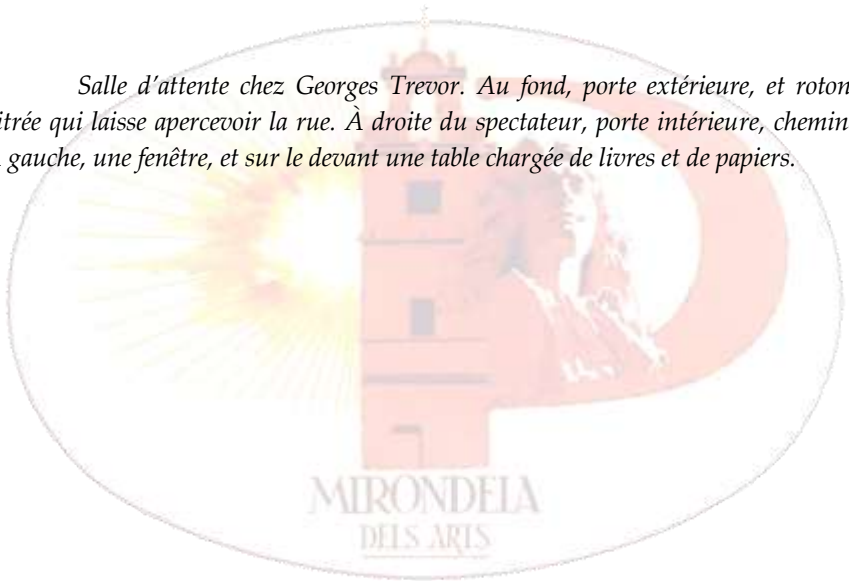 Salle d’attente chez Georges Trevor. Au fond, porte extérieure, et roton
itrée qui laisse apercevoir la rue. À droite du spectateur, porte intérieure, chemin
gauche, une fenêtre, et sur le devant une table chargée de livres et de papiers.
MIRONDELA
DELS ARTS